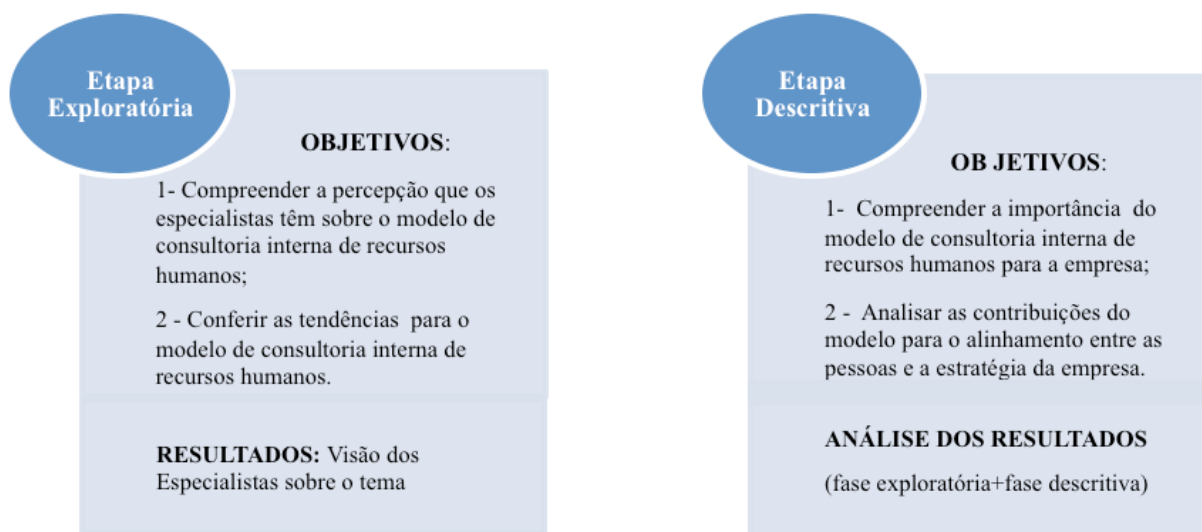 Etapa
Exploratória
OBJETIVOS:
1- Compreender a percepção que os
especialistas têm sobre o modelo de
consultoria interna de recursos
humanos;
2 - Conferir as tendências para o
modelo de consultoria interna de
recursos humanos.
RESULTADOS: Visão dos
Especialistas sobre o tema
Etapa
Descritiva
OB JETIVOS:
1- Compreender a importância do
modelo de consultoria interna de
recursos humanos para a empresa;
2 - Analisar as contribuições do
modelo para o alinhamento entre as
pessoas e a estratégia da empresa.
ANÁLISE DOS RESULTADOS
(fase exploratória+fase descritiva)